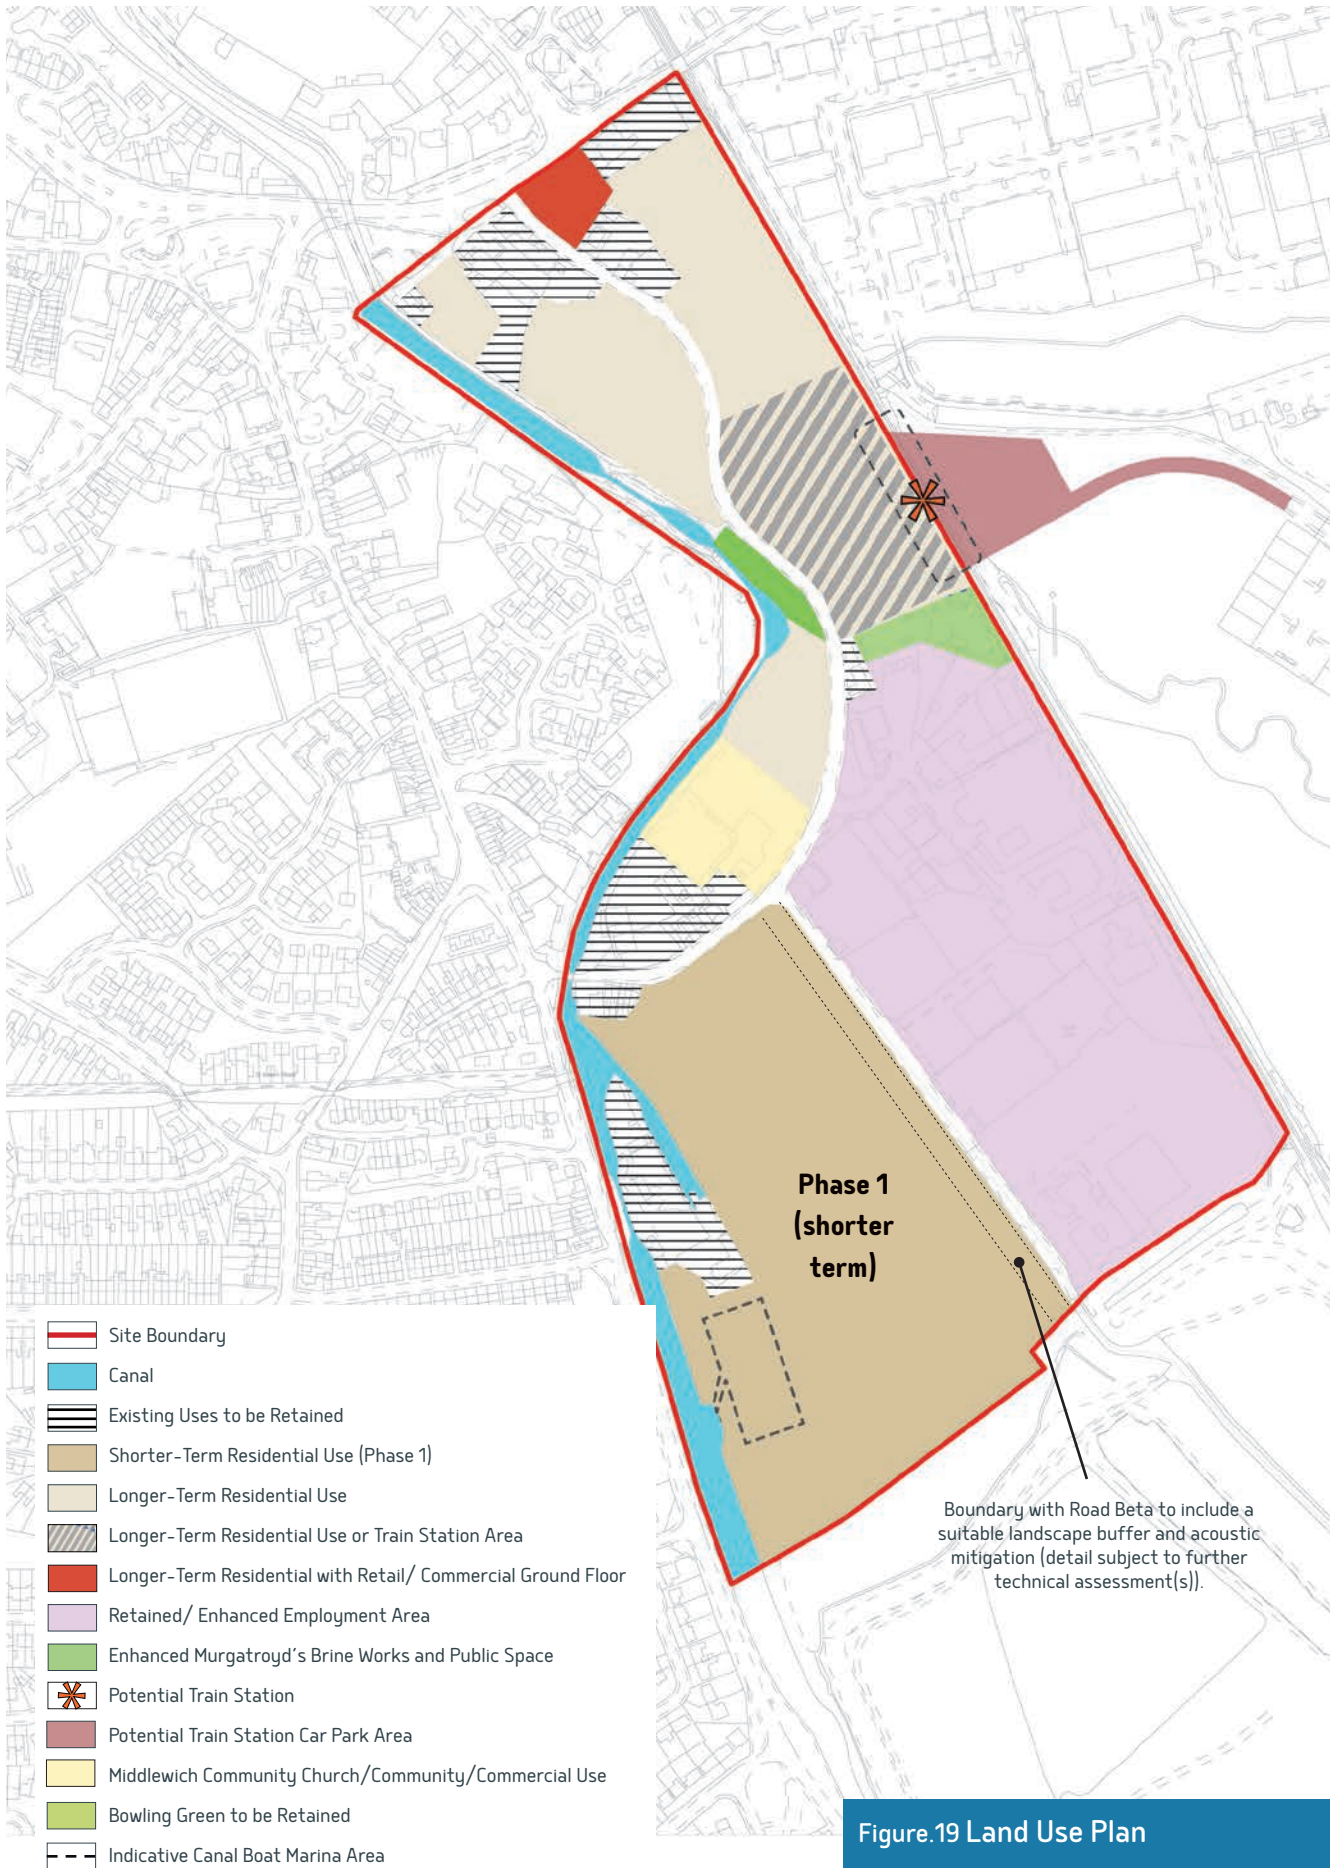 Phase 1
(shorter
term)
Site Boundary
Canal
Existing Uses to be Retained
Shorter-Term Residential Use (Phase 1)
Longer-Term Residential Use
Longer-Term Residential Use or Train Station Area
Longer-Term Residential with Retail/ Commercial Ground Floor
Retained/ Enhanced Employment Area
Enhanced Murgatroyd's Brine Works and Public Space
Potential Train Station
Potential Train Station Car Park Area
Middlewich Community Church/Community/Commercial Use
Bowling Green to be Retained
Indicative Canal Boat Marina Area
Boundary with Road Beta to include a
suitable landscape buffer and acoustic
mitigation (detail subject to further
technical assessment(s)).
Figure.19 Land Use Plan